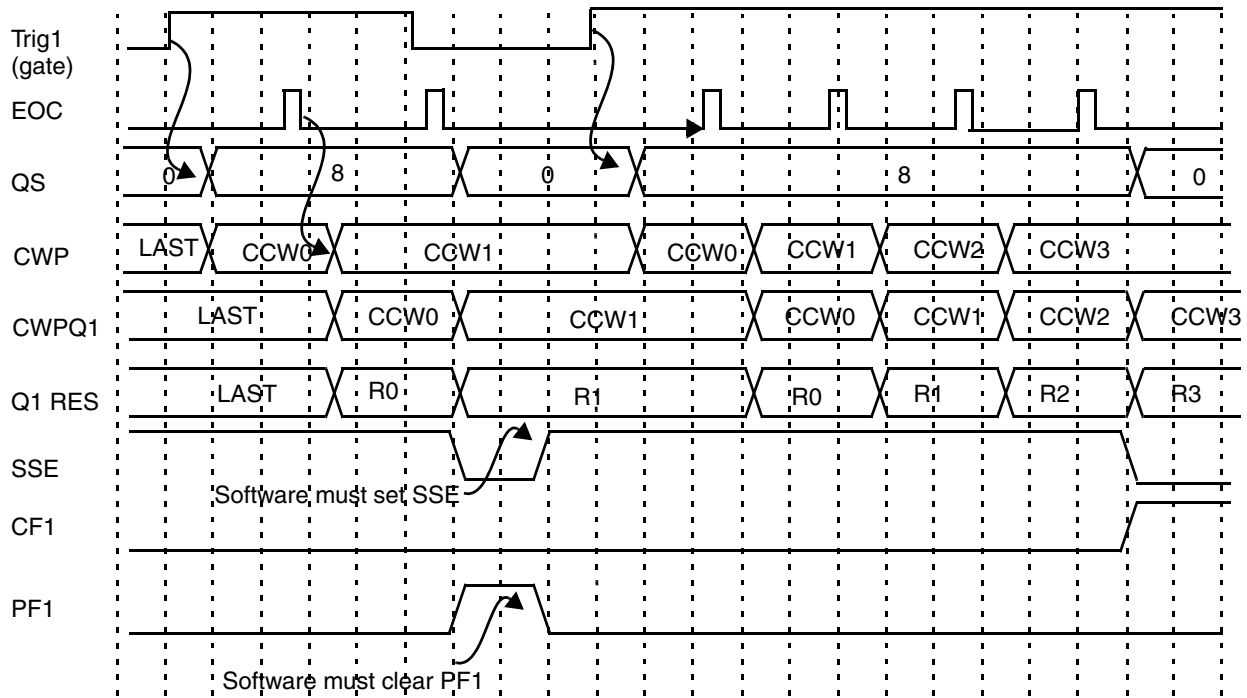 Trig1
(gate)
EOC
QS 0 8 0 8 0
CWP LAST CCW0 CCW1 CCW0 CCW1 CCW2 CCW3
CWPQ1 LAST CCW0 CCW1 CCW0 CCW1 CCW2 CCW3
Q1 RES LAST R0 R1 R0 R1 R2 R3
SSE
Software must set SSE
CF1
PF1
Software must clear PF1